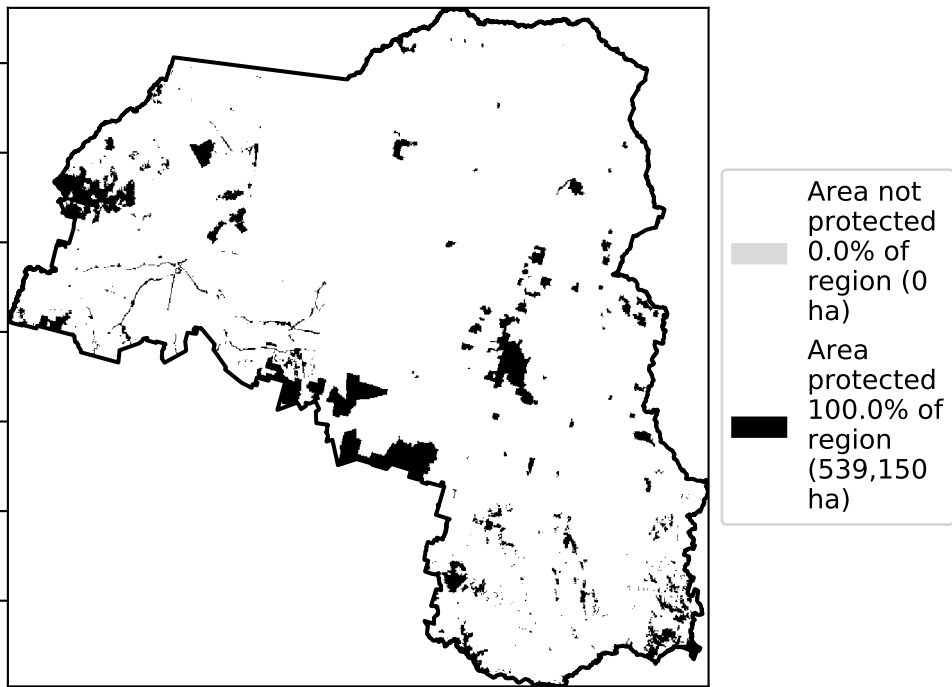 Area not
protected
0.0% of
region (0
ha)
Area
protected
100.0% of
region
(539,150
ha)